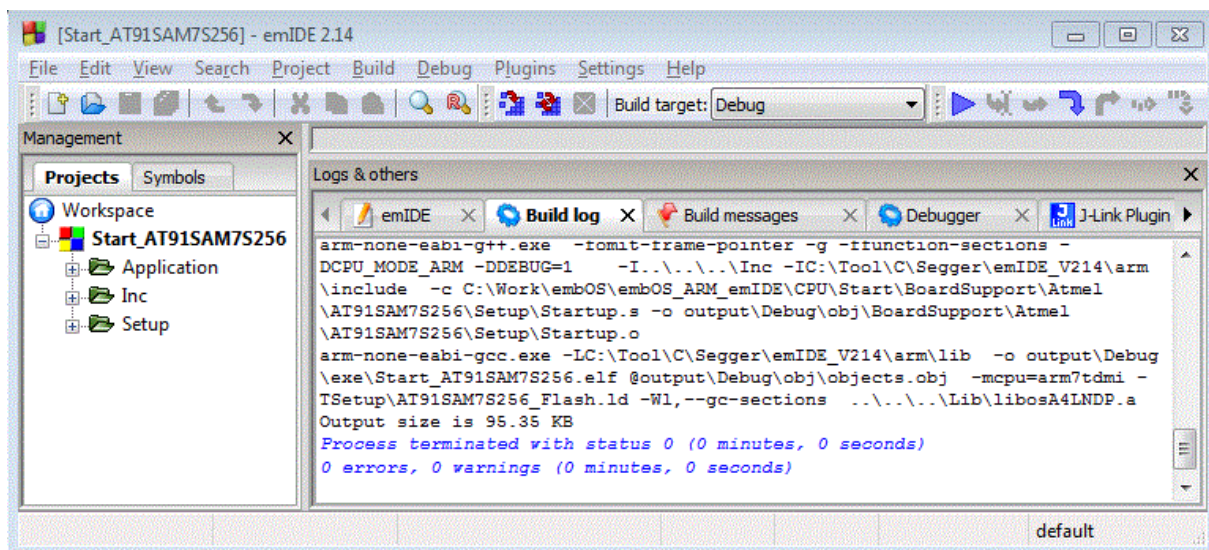 [Start_AT91SAM7S256] - emIDE 2.14
File Edit View Search Project Build Debug Plugins Settings Help
Build target: Debug
Management
Projects Symbols
Workspace
Start_AT91SAM7S256
Application
Inc
Setup
Logs & others
emIDE Build log Build messages Debugger J-Link Plugin
arm-none-eabi-g++.exe -fomit-frame-pointer -g -ffunction-sections -
DCPU_MODE_ARM -DDEBUG=1 -I..\..\..\Inc -IC:\Tool\C\Segger\emIDE_V214\arm
\include -c C:\Work\embOS\embOS_ARM_emIDE\CPU\Start\BoardSupport\Atmel
\AT91SAM7S256\Setup\Startup.s -o output\Debug\obj\BoardSupport\Atmel
\AT91SAM7S256\Setup\Startup.o
arm-none-eabi-gcc.exe -LC:\Tool\C\Segger\emIDE_V214\arm\lib -o output\Debug
\exe\Start_AT91SAM7S256.elf @output\Debug\obj\objects.obj -mcpu=arm7tdmi -
TSetup\AT91SAM7S256_Flash.ld -Wl,--gc-sections ..\..\..\Lib\libosA4LNDP.a
Output size is 95.35 KB
Process terminated with status 0 (0 minutes, 0 seconds)
0 errors, 0 warnings (0 minutes, 0 seconds)
default